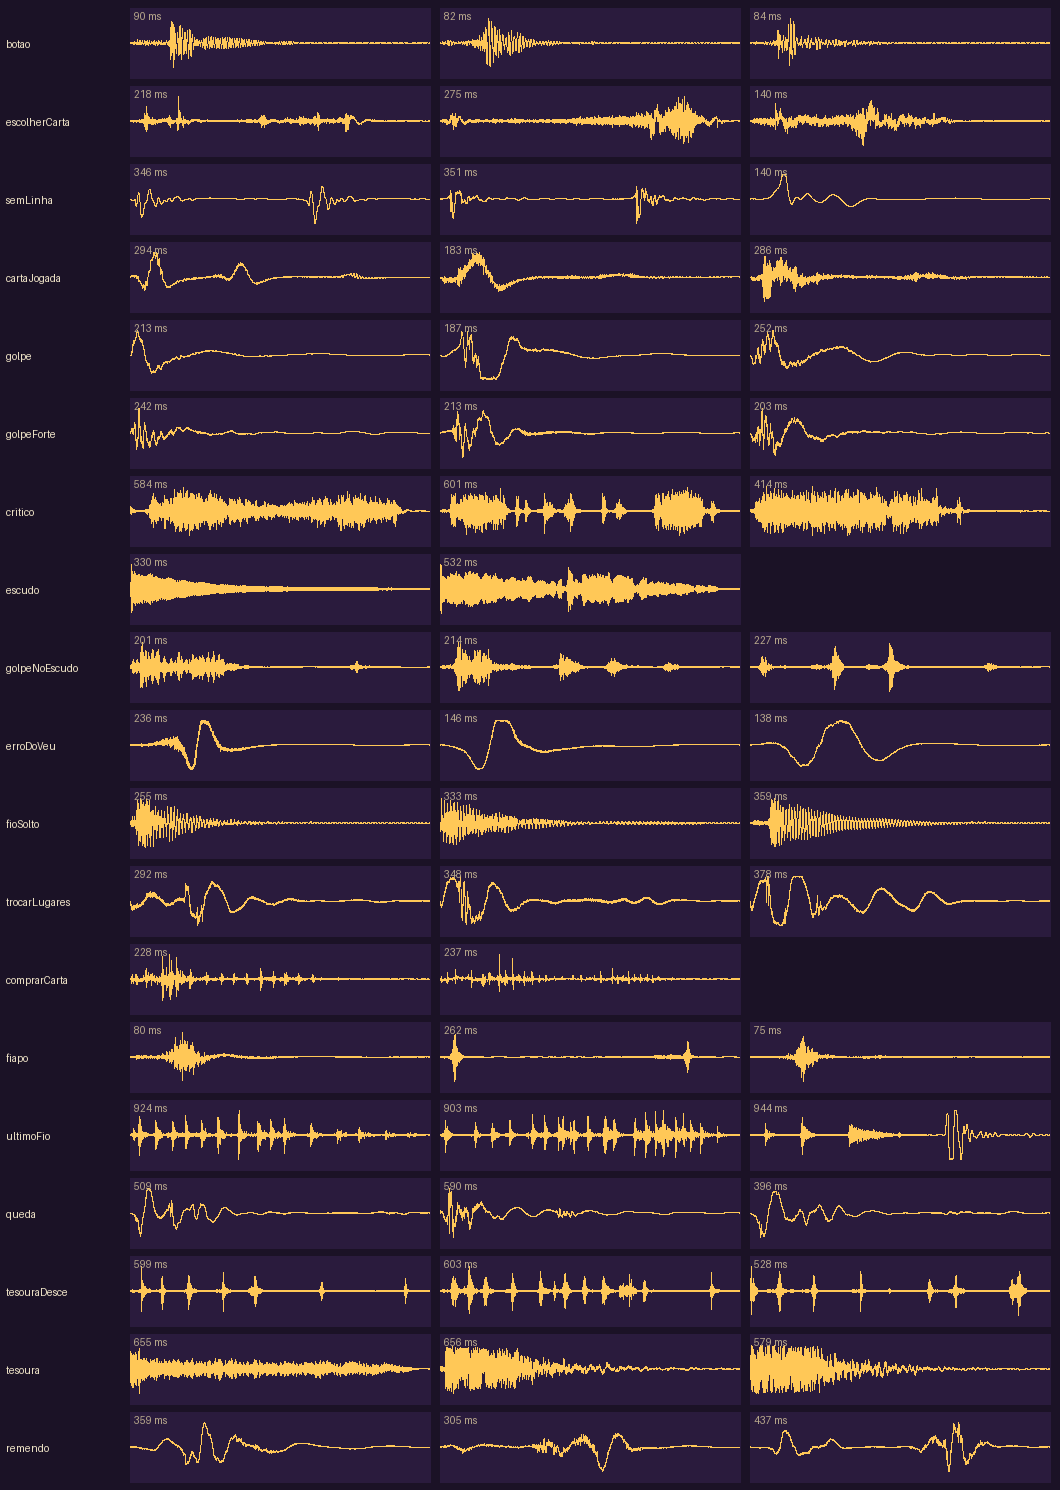 botao 90 ms 82 ms 84 ms
escolherCarta 218 ms 275 ms 140 ms
semLinha 346 ms 351 ms 140 ms
cartaJogada 294 ms 183 ms 286 ms
golpe 213 ms 187 ms 252 ms
golpeForte 242 ms 213 ms 203 ms
critico 584 ms 601 ms 414 ms
escudo 330 ms 532 ms
golpeNoEscudo 201 ms 214 ms 227 ms
erroDoVeu 236 ms 146 ms 138 ms
fioSolto 255 ms 333 ms 359 ms
trocarLugares 292 ms 348 ms 378 ms
comprarCarta 228 ms 237 ms
fiapo 80 ms 262 ms 75 ms
ultimoFio 924 ms 903 ms 944 ms
queda 509 ms 590 ms 396 ms
tesouraDesce 599 ms 603 ms 528 ms
tesoura 655 ms 656 ms 579 ms
remendo 359 ms 305 ms 437 ms